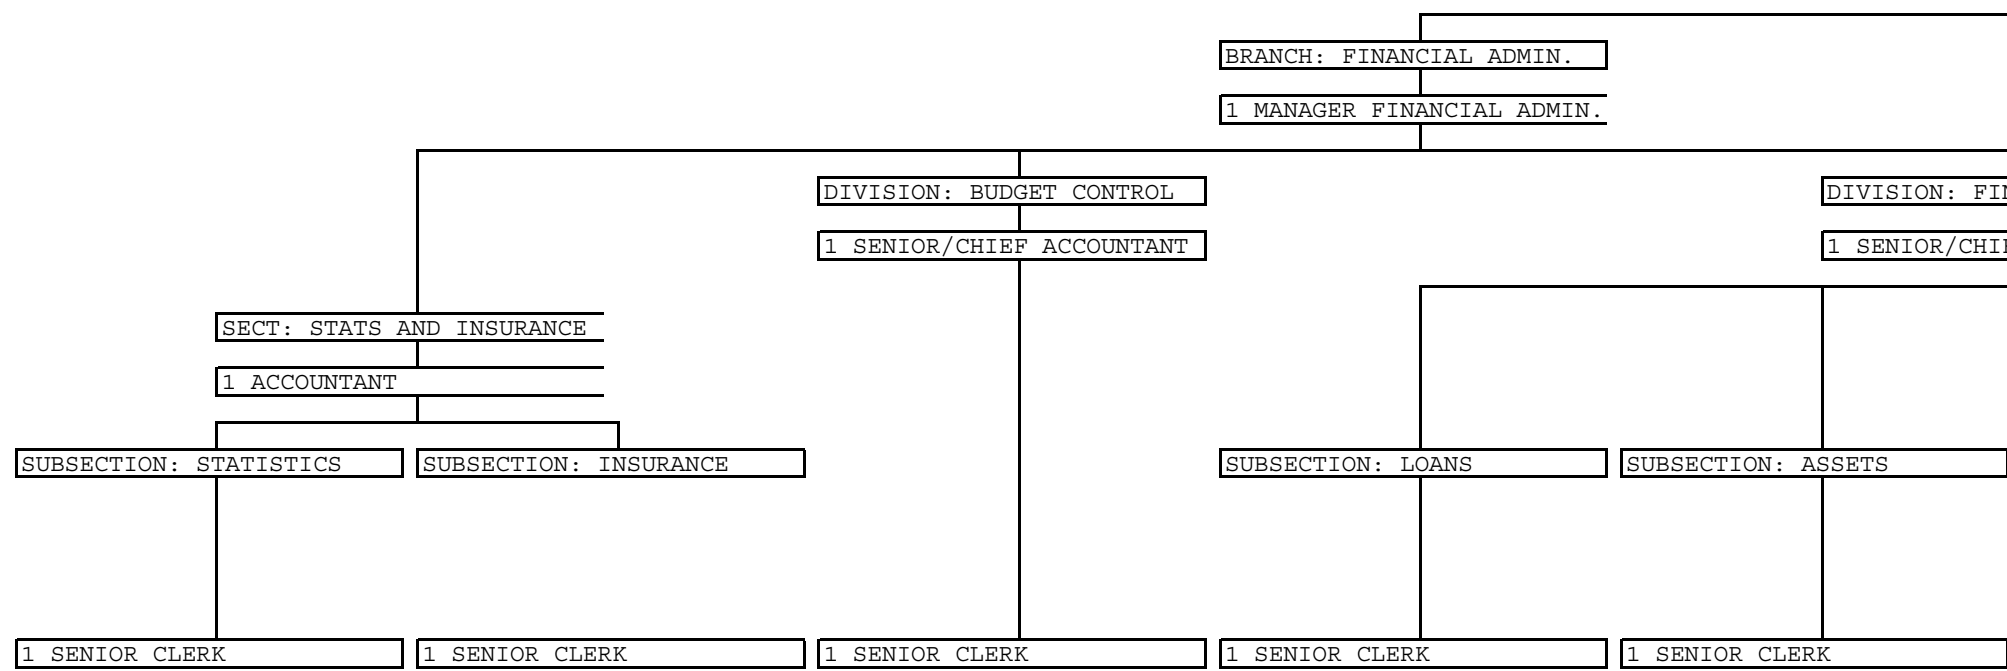 BRANCH: FINANCIAL ADMIN.
1 MANAGER FINANCIAL ADMIN.
DIVISION: BUDGET CONTROL
DIVISION:
1 SENIOR/CHIEF ACCOUNTANT
1
SECT: STATS AND INSURANCE
1 ACCOUNTANT
SUBSECTION: STATISTICS
SUBSECTION: INSURANCE
SUBSECTION: LOANS
SUBSECTION: ASSETS
1 SENIOR CLERK
1 SENIOR CLERK
1 SENIOR CLERK
1 SENIOR CLERK
1 SENIOR CLERK